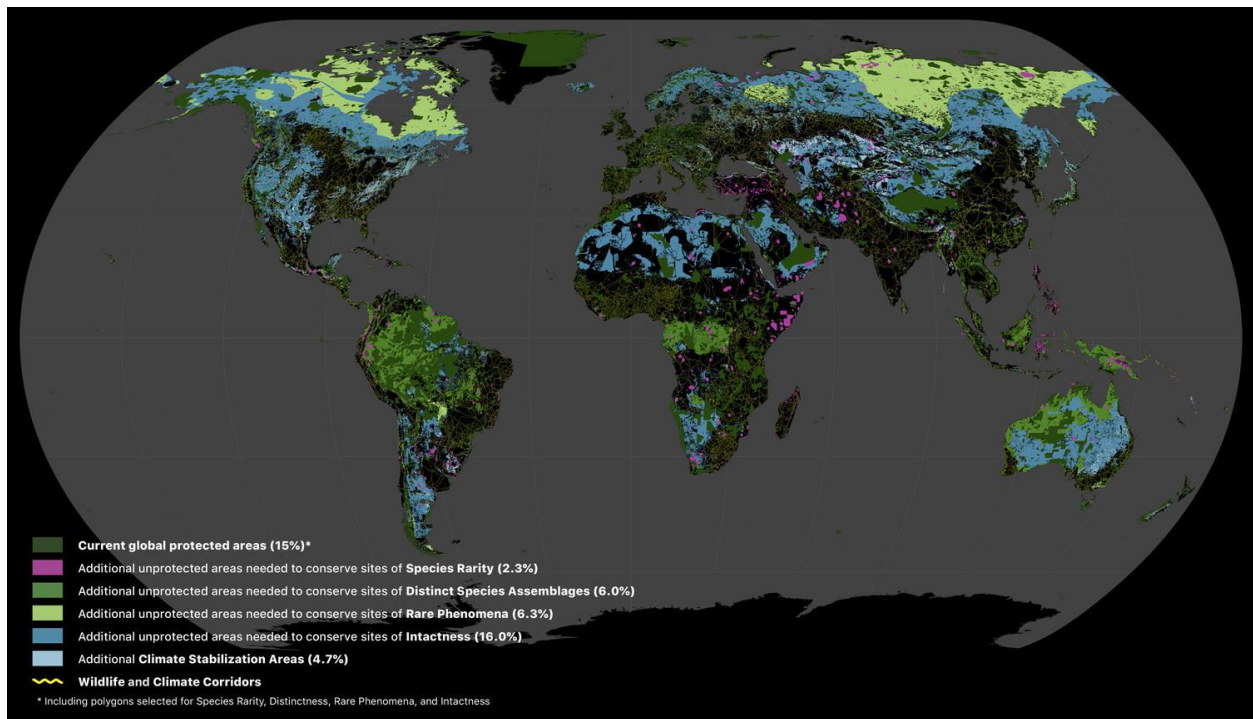 Current global protected areas (15%)*
Additional unprotected areas needed to conserve sites of Species Rarity (2.3%)
Additional unprotected areas needed to conserve sites of Distinct Species Assemblages (6.0%)
Additional unprotected areas needed to conserve sites of Rare Phenomena (6.3%)
Additional unprotected areas needed to conserve sites of Intactness (16.0%)
Additional Climate Stabilization Areas (4.7%)
Wildlife and Climate Corridors
* Including polygons selected for Species Rarity, Distinctness, Rare Phenomena, and Intactness